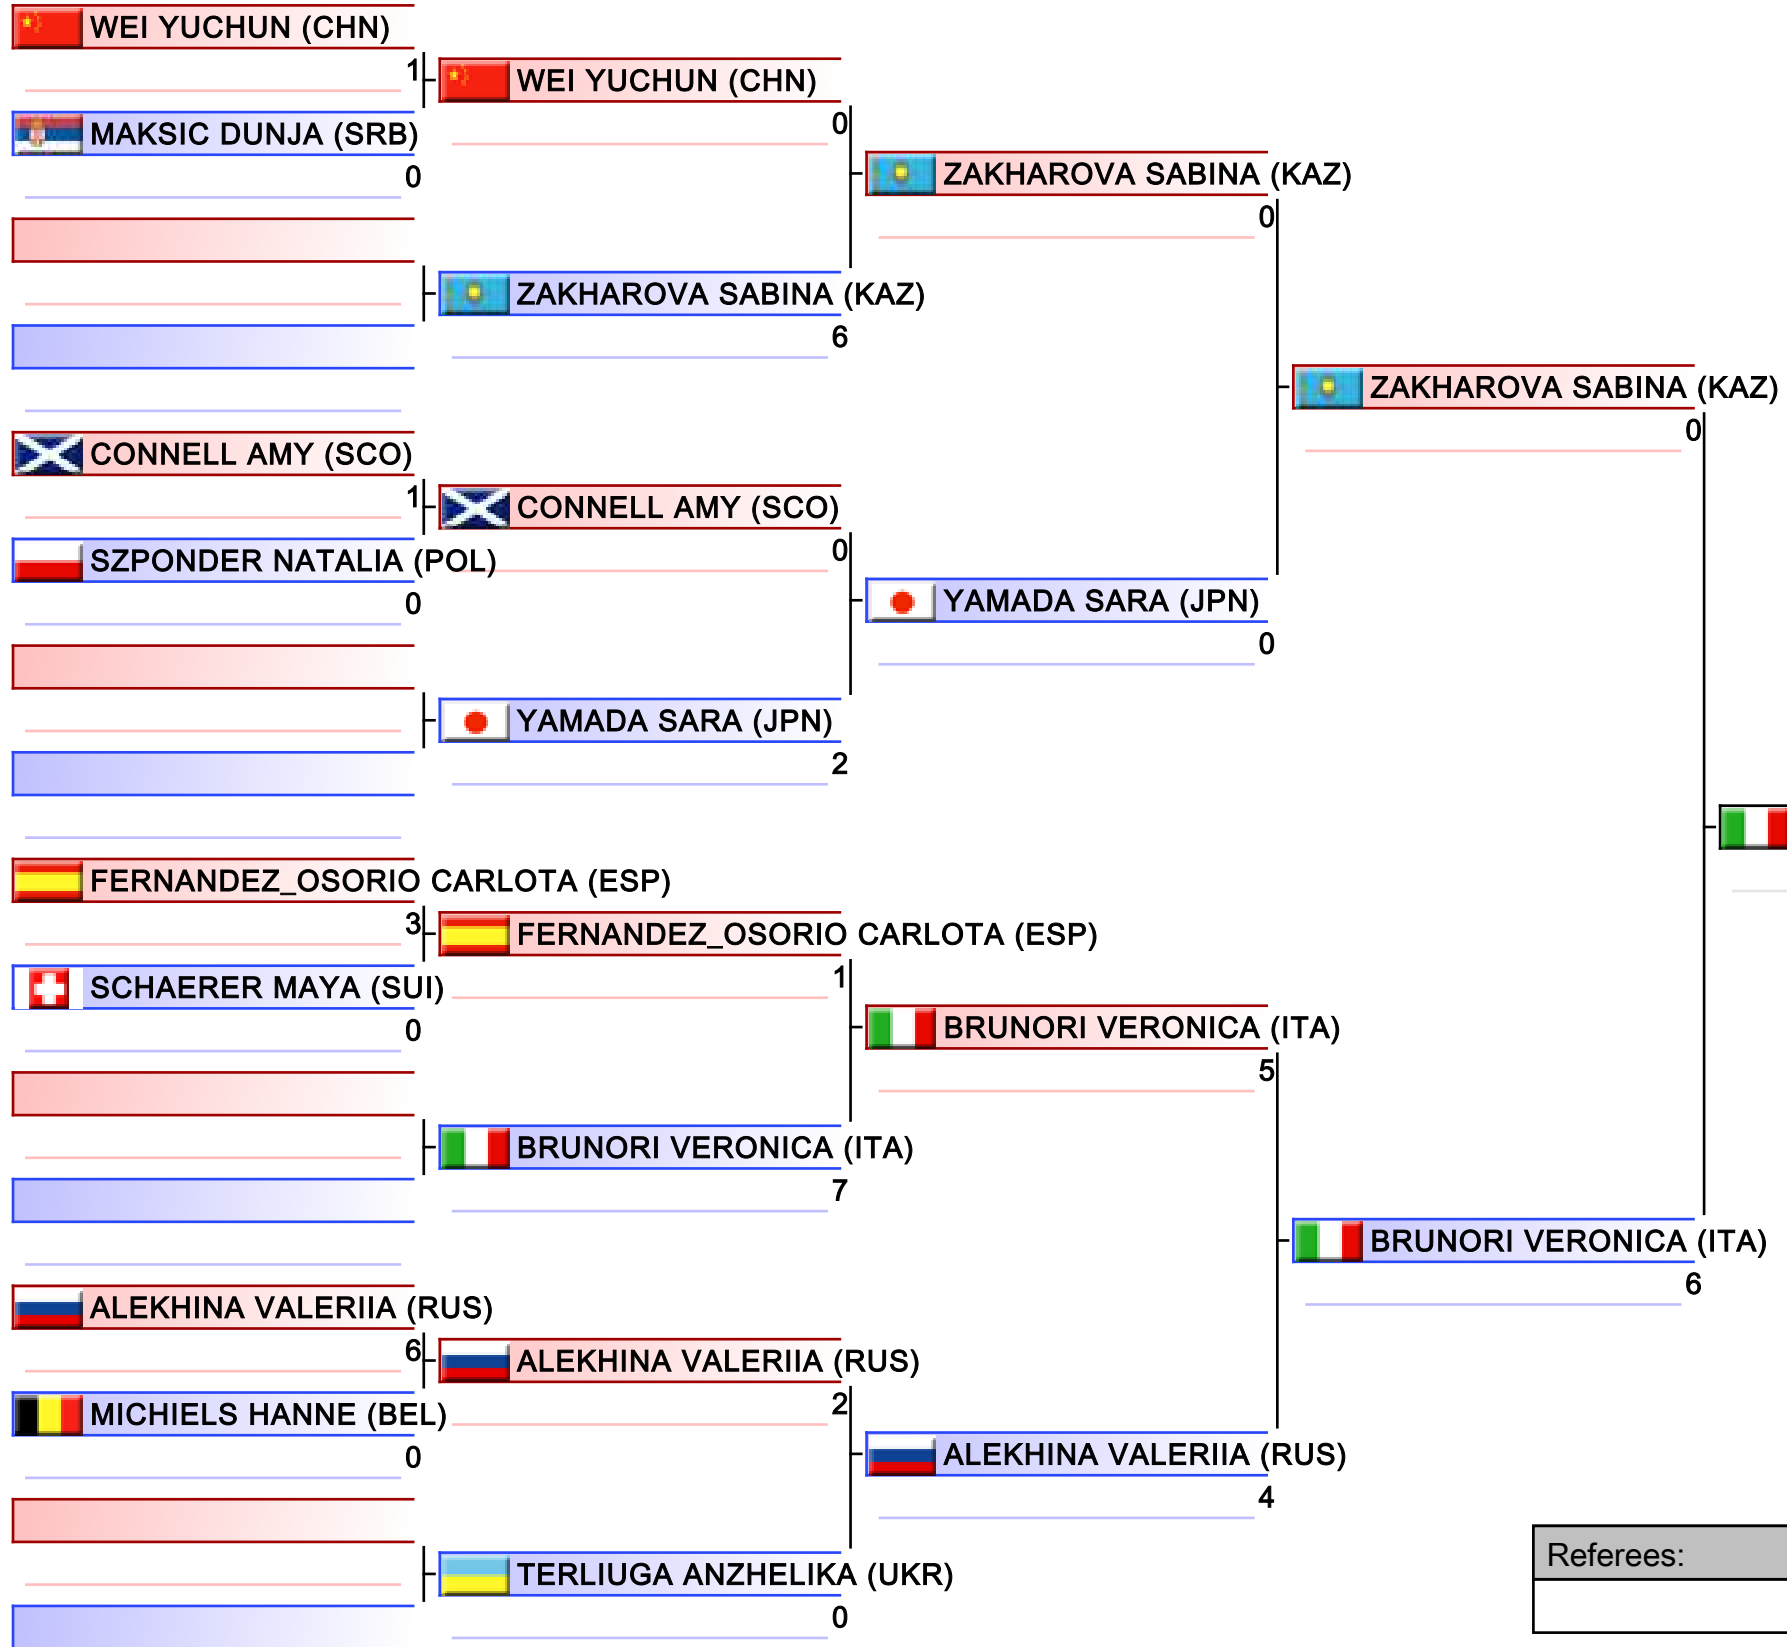 WEI YUCHUN (CHN)
1
WEI YUCHUN (CHN)
0
MAKSIC DUNJA (SRB)
0
ZAKHAROVA SABINA (KAZ)
0
ZAKHAROVA SABINA (KAZ)
6
ZAKHAROVA SABINA (KAZ)
0
CONNELL AMY (SCO)
1
CONNELL AMY (SCO)
0
SZPONDER NATALIA (POL)
0
YAMADA SARA (JPN)
0
YAMADA SARA (JPN)
2
FERNANDEZ_OSORIO CARLOTA (ESP)
3
FERNANDEZ_OSORIO CARLOTA (ESP)
1
SCHAERER MAYA (SUI)
0
BRUNORI VERONICA (ITA)
5
BRUNORI VERONICA (ITA)
7
BRUNORI VERONICA (ITA)
6
ALEKHINA VALERIIA (RUS)
6
ALEKHINA VALERIIA (RUS)
2
MICHIELS HANNE (BEL)
0
ALEKHINA VALERIIA (RUS)
4
TERLIUGA ANZHELIKA (UKR)
0
Referees: